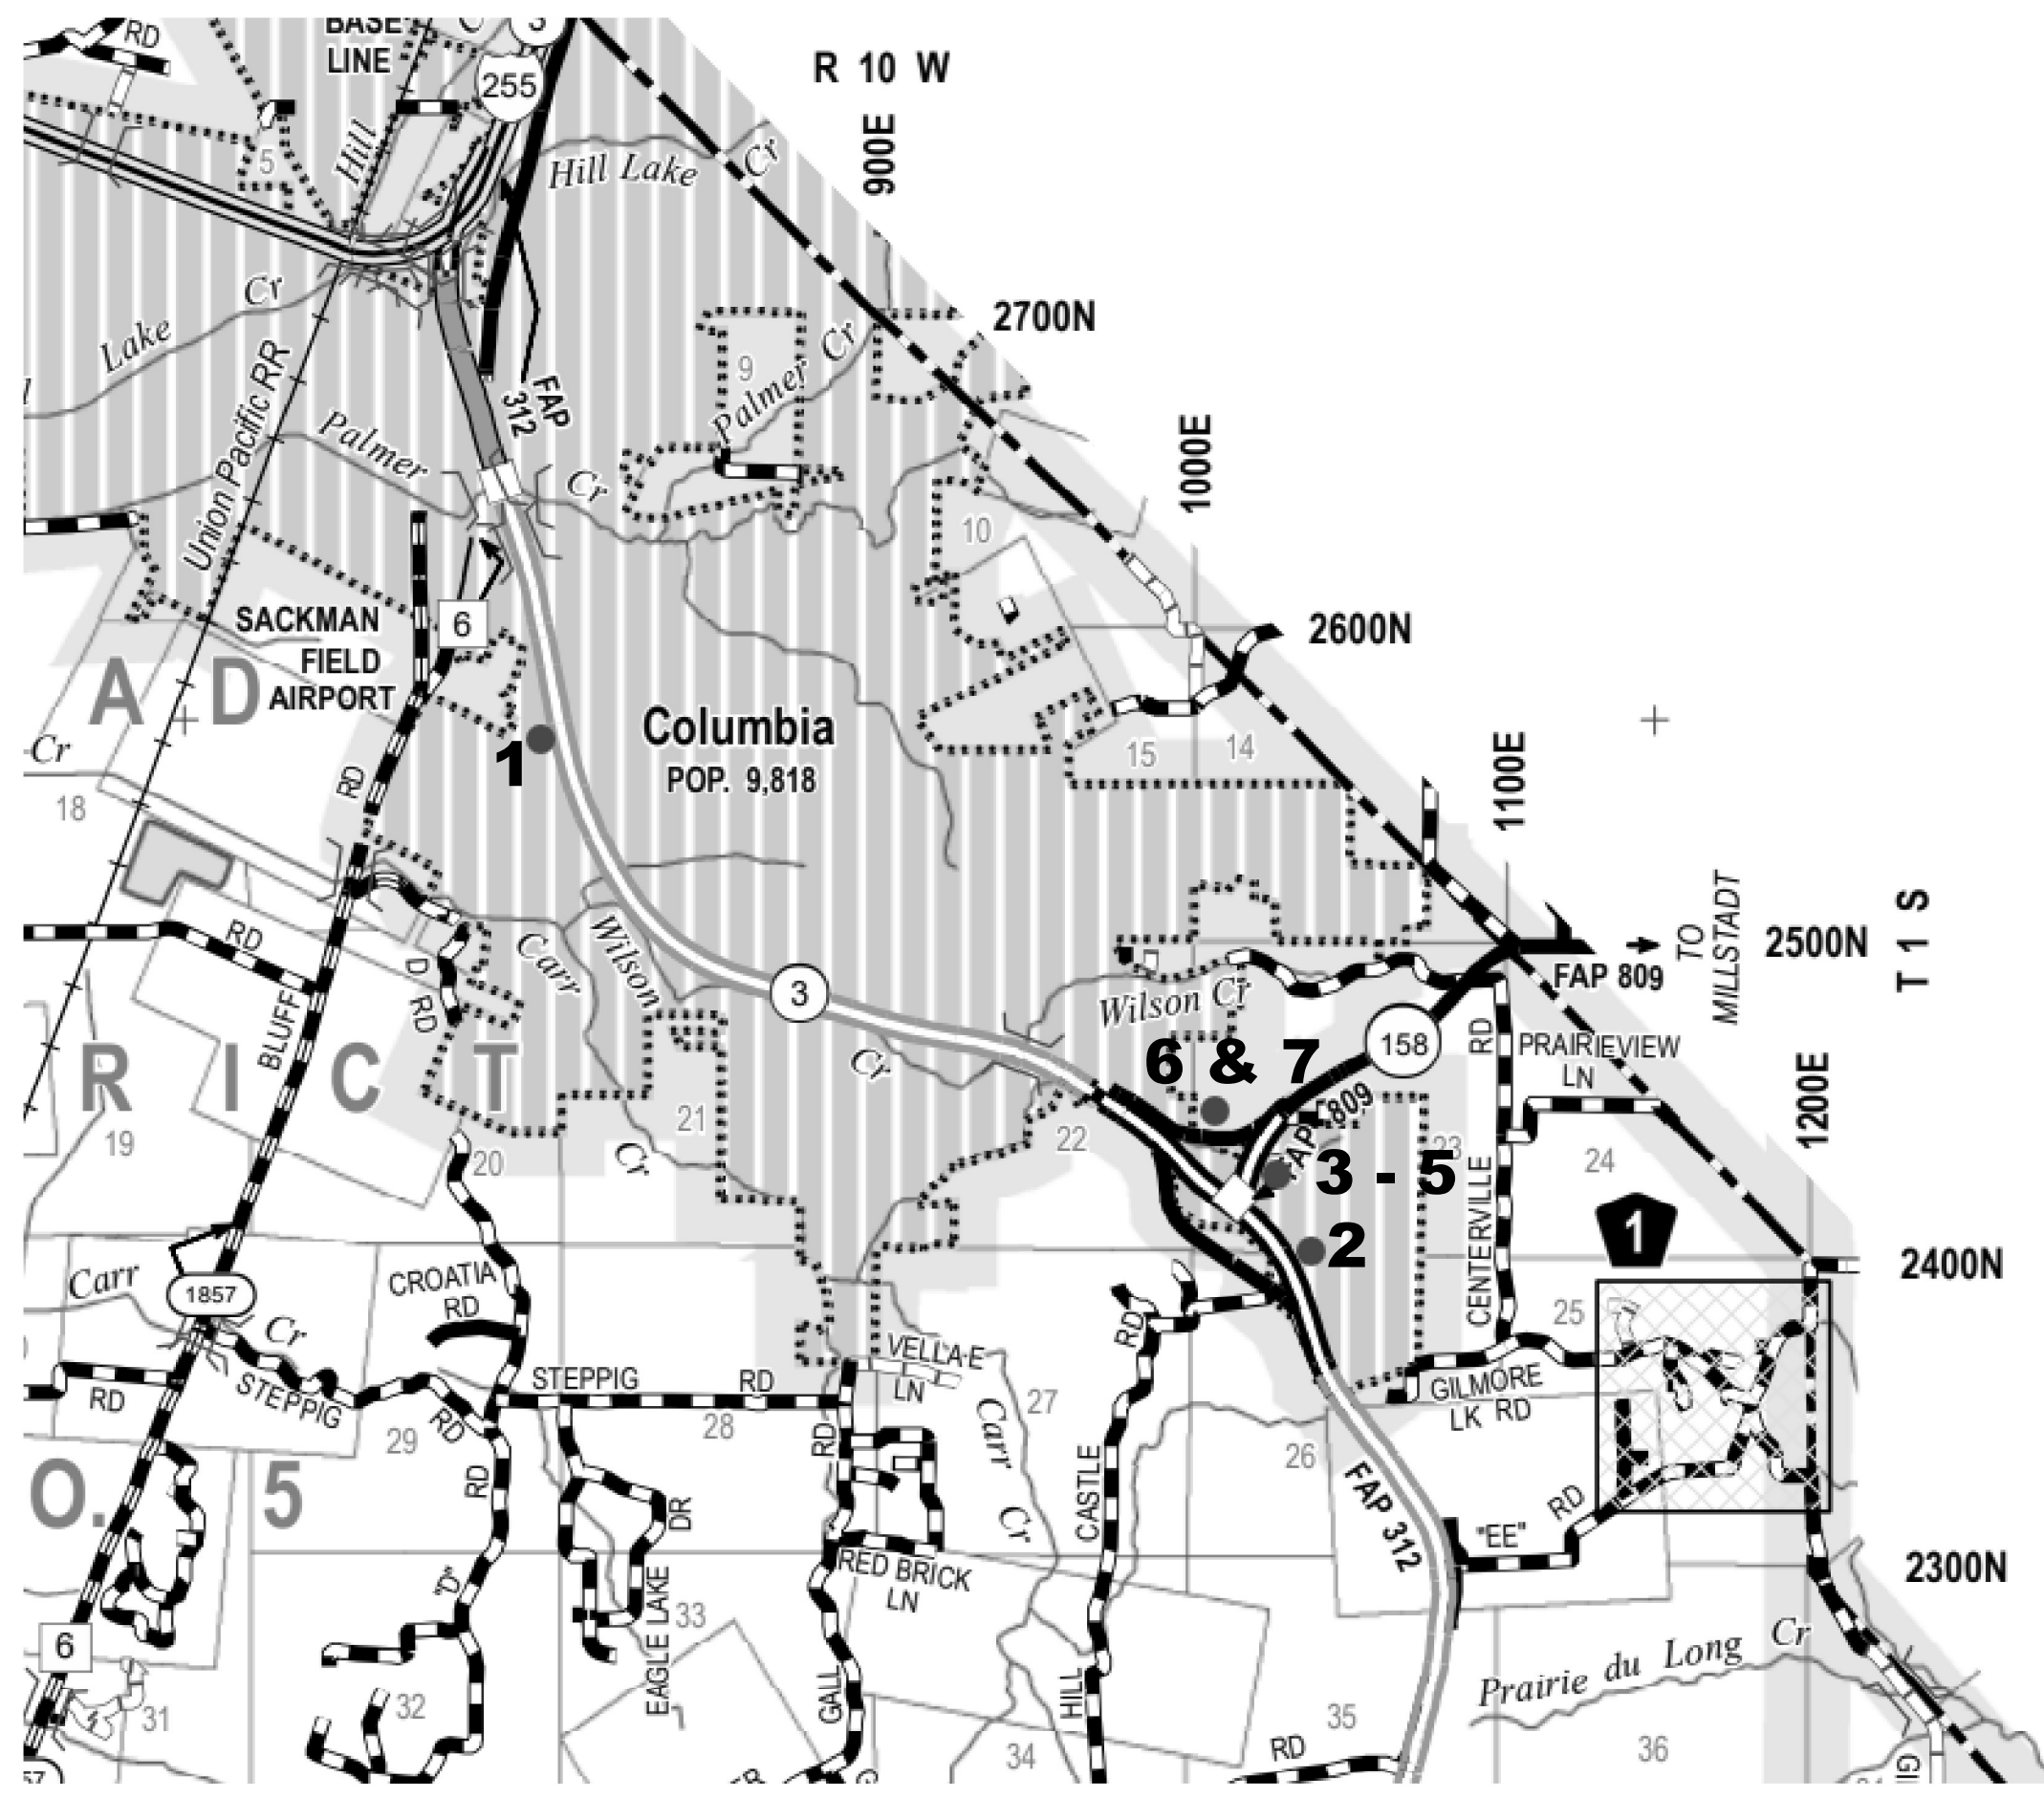 RD
BASE
LINE
3
255
R 10 W
900E
5
Hill
Hill Lake
Cr
2700N
Cr
Lake
Union Pacific RR
FAP
312
9
Palmer
Cr
Palmer
Cr
1000E
10
SACKMAN
FIELD
AIRPORT
6
2600N
A D
Columbia
POP. 9,818
15
14
1
Cr
RD
18
1100E
TO
MILLSTADT
2500N
T 1 S
FAP 809
RD
D RD
Carr
Wilson
3
Wilson Cr
158
BLUFF
RD
PRAIRIEVIEW
LN
1200E
R I C T
Cr
6 & 7
FAP 809
19
20
21
22
23
24
Cr
3 - 5
2
CENTERVILLE
1
2400N
Carr
1857
Cr
CROATIA
RD
25
RD
STEPPIG
RD
STEPPIG
RD
VELLA E
LN
RD
GILMORE
LK RD
29
28
27
26
RD
RD
Carr
Cr
CASTLE
FAP 312
O. 5
DR
RD
"EE"
2300N
RED BRICK
LN
"D"
EAGLE LAKE
33
6
GALL
HILL
Prairie du Long Cr
31
32
34
35
36
RD
57